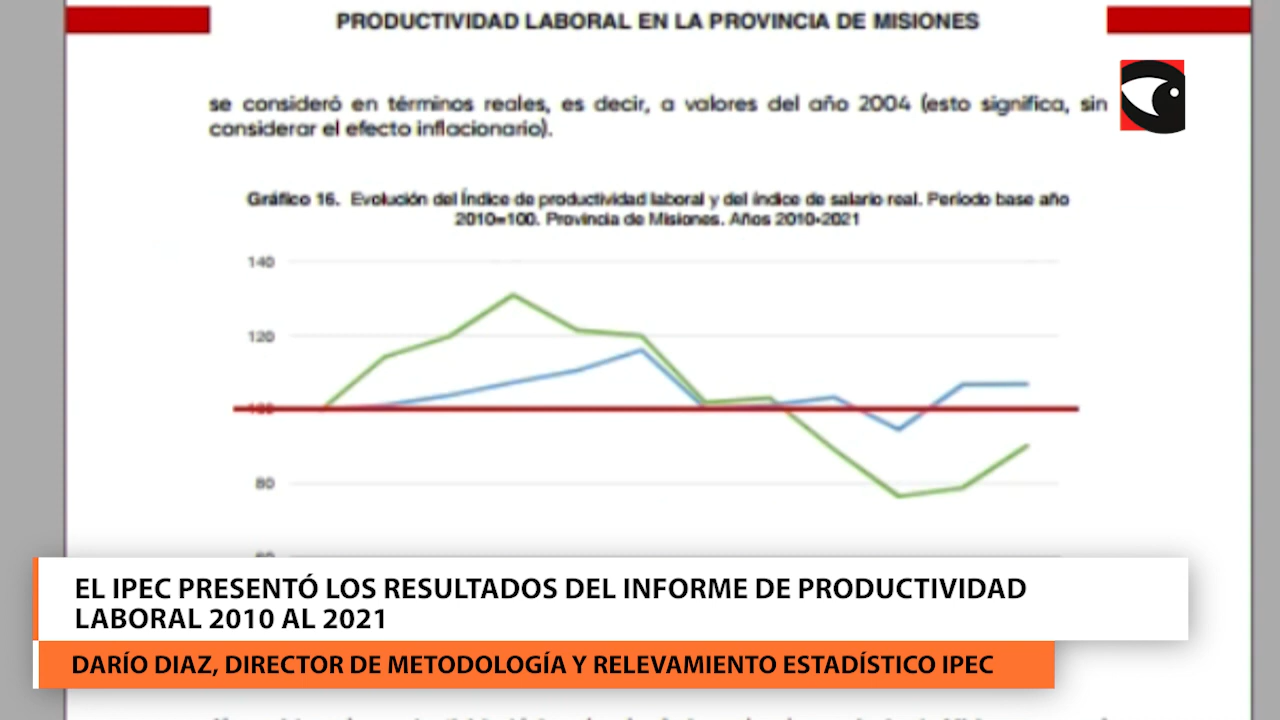 PRODUCTIVIDAD LABORAL EN LA PROVINCIA DE MISIONES
se consideró en términos reales, es decir, a valores del año 2004 (esto significa, sin
considerar el efecto inflacionario).
Gráfico 16. Evolución del Índice de productividad laboral y del índice de salario real. Período base año
2010=100. Provincia de Misiones. Años 2010-2021
140
120
100
80
EL IPEC PRESENTÓ LOS RESULTADOS DEL INFORME DE PRODUCTIVIDAD
LABORAL 2010 AL 2021
DARÍO DIAZ, DIRECTOR DE METODOLOGÍA Y RELEVAMIENTO ESTADÍSTICO IPEC